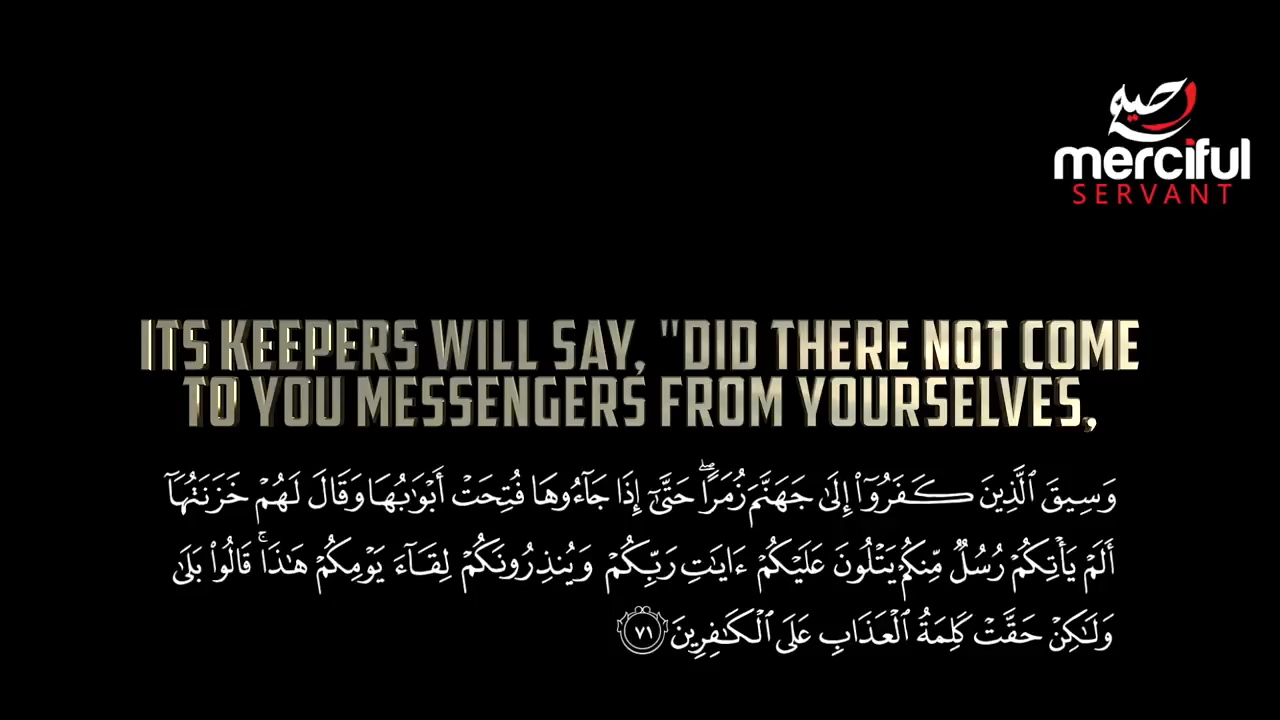 رحيم
merciful
SERVANT
ITS KEEPERS WILL SAY, "DID THERE NOT COME
TO YOU MESSENGERS FROM YOURSELVES,
وَسِيقَ ٱلَّذِينَ كَفَرُوٓا۟ إِلَىٰ جَهَنَّمَ زُمَرًا ۖ حَتَّىٰٓ إِذَا جَآءُوهَا فُتِحَتْ أَبْوَٰبُهَا وَقَالَ لَهُمْ خَزَنَتُهَآ
أَلَمْ يَأْتِكُمْ رُسُلٌ مِّنكُمْ يَتْلُونَ عَلَيْكُمْ ءَايَٰتِ رَبِّكُمْ وَيُنذِرُونَكُمْ لِقَآءَ يَوْمِكُمْ هَٰذَا ۚ قَالُوا۟ بَلَىٰ
وَلَٰكِنْ حَقَّتْ كَلِمَةُ ٱلْعَذَابِ عَلَى ٱلْكَٰفِرِينَ ٧١